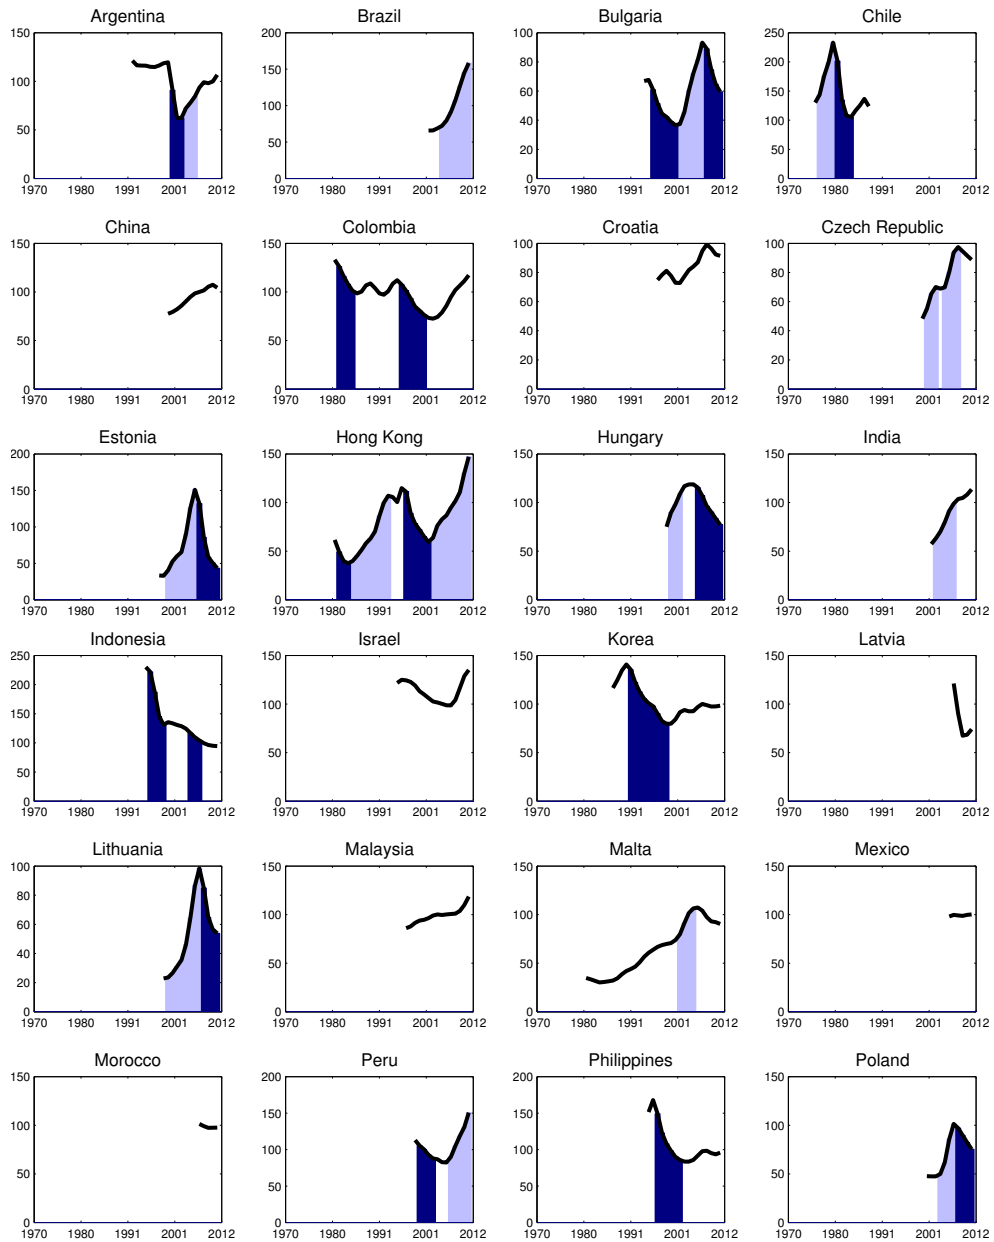 Argentina
150
100
50
0
1970 1980 1991 2001 2012
Brazil
200
150
100
50
0
1970 1980 1991 2001 2012
Bulgaria
100
80
60
40
20
0
1970 1980 1991 2001 2012
Chile
250
200
150
100
50
0
1970 1980 1991 2001 2012
China
150
100
50
0
1970 1980 1991 2001 2012
Colombia
150
100
50
0
1970 1980 1991 2001 2012
Croatia
100
80
60
40
20
0
1970 1980 1991 2001 2012
Czech Republic
100
80
60
40
20
0
1970 1980 1991 2001 2012
Estonia
200
150
100
50
0
1970 1980 1991 2001 2012
Hong Kong
150
100
50
0
1970 1980 1991 2001 2012
Hungary
150
100
50
0
1970 1980 1991 2001 2012
India
150
100
50
0
1970 1980 1991 2001 2012
Indonesia
250
200
150
100
50
0
1970 1980 1991 2001 2012
Israel
150
100
50
0
1970 1980 1991 2001 2012
Korea
150
100
50
0
1970 1980 1991 2001 2012
Latvia
150
100
50
0
1970 1980 1991 2001 2012
Lithuania
100
80
60
40
20
0
1970 1980 1991 2001 2012
Malaysia
150
100
50
0
1970 1980 1991 2001 2012
Malta
150
100
50
0
1970 1980 1991 2001 2012
Mexico
150
100
50
0
1970 1980 1991 2001 2012
Morocco
150
100
50
0
1970 1980 1991 2001 2012
Peru
200
150
100
50
0
1970 1980 1991 2001 2012
Philippines
200
150
100
50
0
1970 1980 1991 2001 2012
Poland
150
100
50
0
1970 1980 1991 2001 2012